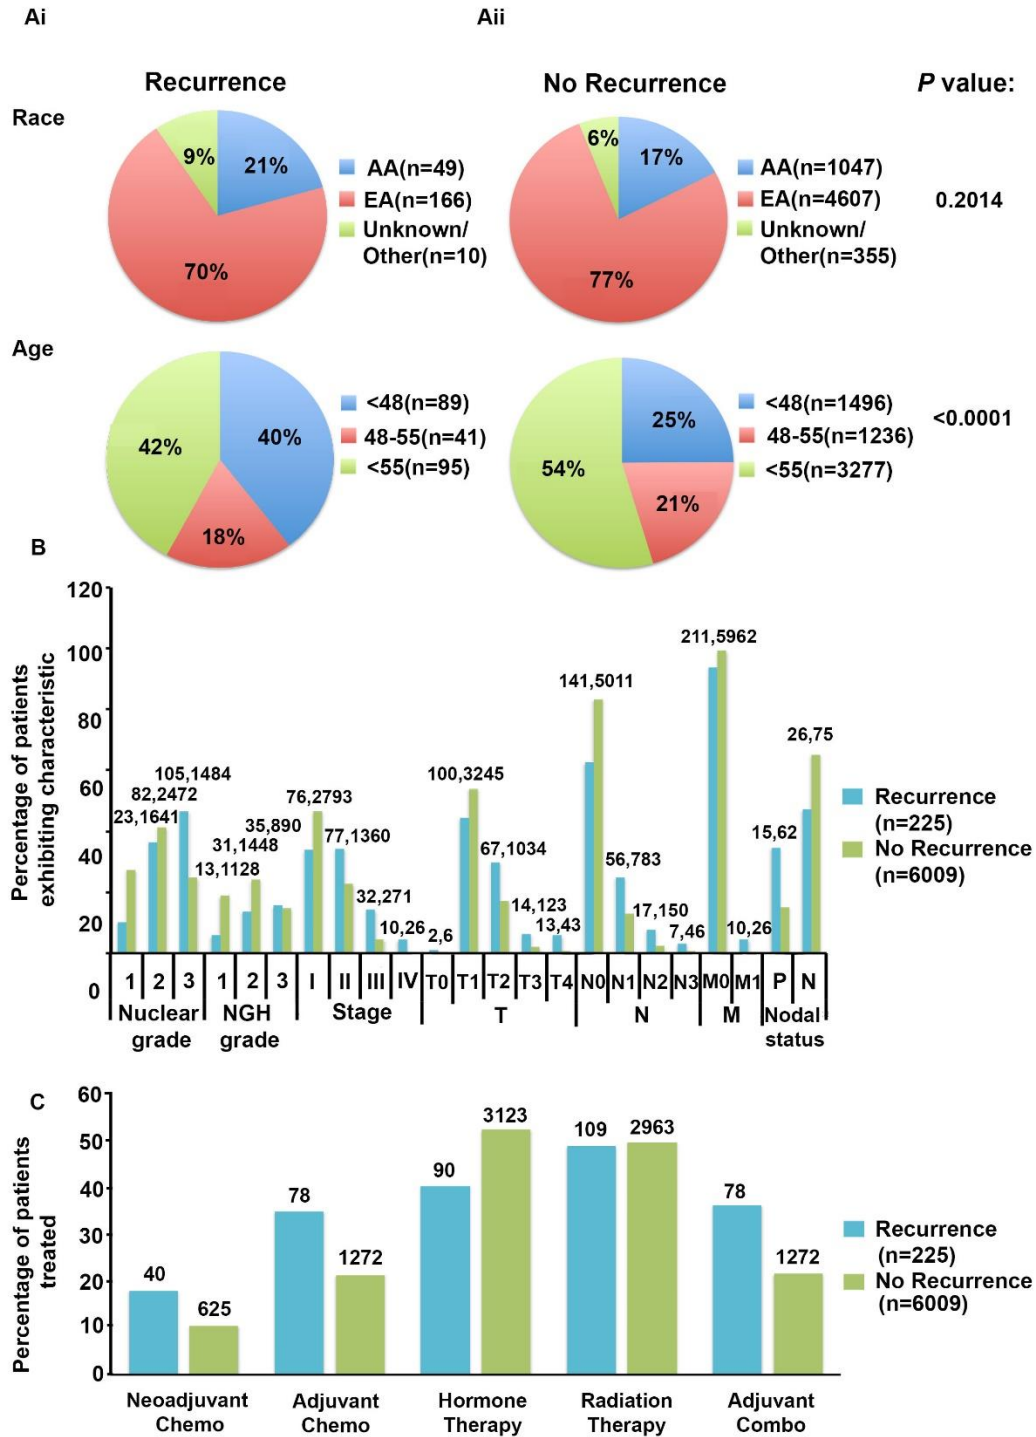 Ai
Aii
Recurrence
No Recurrence
P value:
Race
9%
21%
70%
AA(n=49)
EA(n=166)
Unknown/
Other(n=10)
6%
17%
77%
AA(n=1047)
EA(n=4607)
Unknown/
Other(n=355)
0.2014
Age
42%
40%
18%
<48(n=89)
48-55(n=41)
<55(n=95)
25%
54%
21%
<48(n=1496)
48-55(n=1236)
<55(n=3277)
<0.0001
B
Percentage of patients
exhibiting characteristic
120
100
80
60
40
20
0
23,1641
82,2472
105,1484
13,1128
31,1448
35,890
76,2793
77,1360
32,271
10,26
2,6
100,3245
67,1034
14,123
13,43
141,5011
56,783
17,150
7,46
211,5962
10,26
15,62
26,75
1 2 3 1 2 3 I II III IV T0 T1 T2 T3 T4 N0 N1 N2 N3 M0 M1 P N
Nuclear
grade
NGH
grade
Stage
T
N
M
Nodal
status
Recurrence
(n=225)
No Recurrence
(n=6009)
C
Percentage of patients
treated
60
50
40
30
20
10
0
40
625
78
1272
90
3123
109
2963
78
1272
Neoadjuvant
Chemo
Adjuvant
Chemo
Hormone
Therapy
Radiation
Therapy
Adjuvant
Combo
Recurrence
(n=225)
No Recurrence
(n=6009)